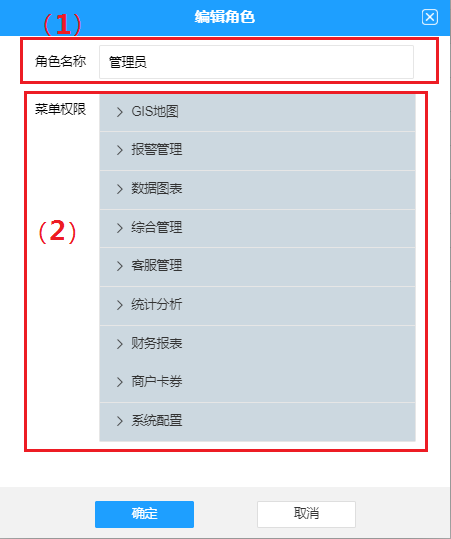 编辑角色
(1)
角色名称 管理员
菜单权限
GIS地图
报警管理
数据图表
(2)
综合管理
客服管理
统计分析
财务报表
商户卡券
系统配置
确定 取消